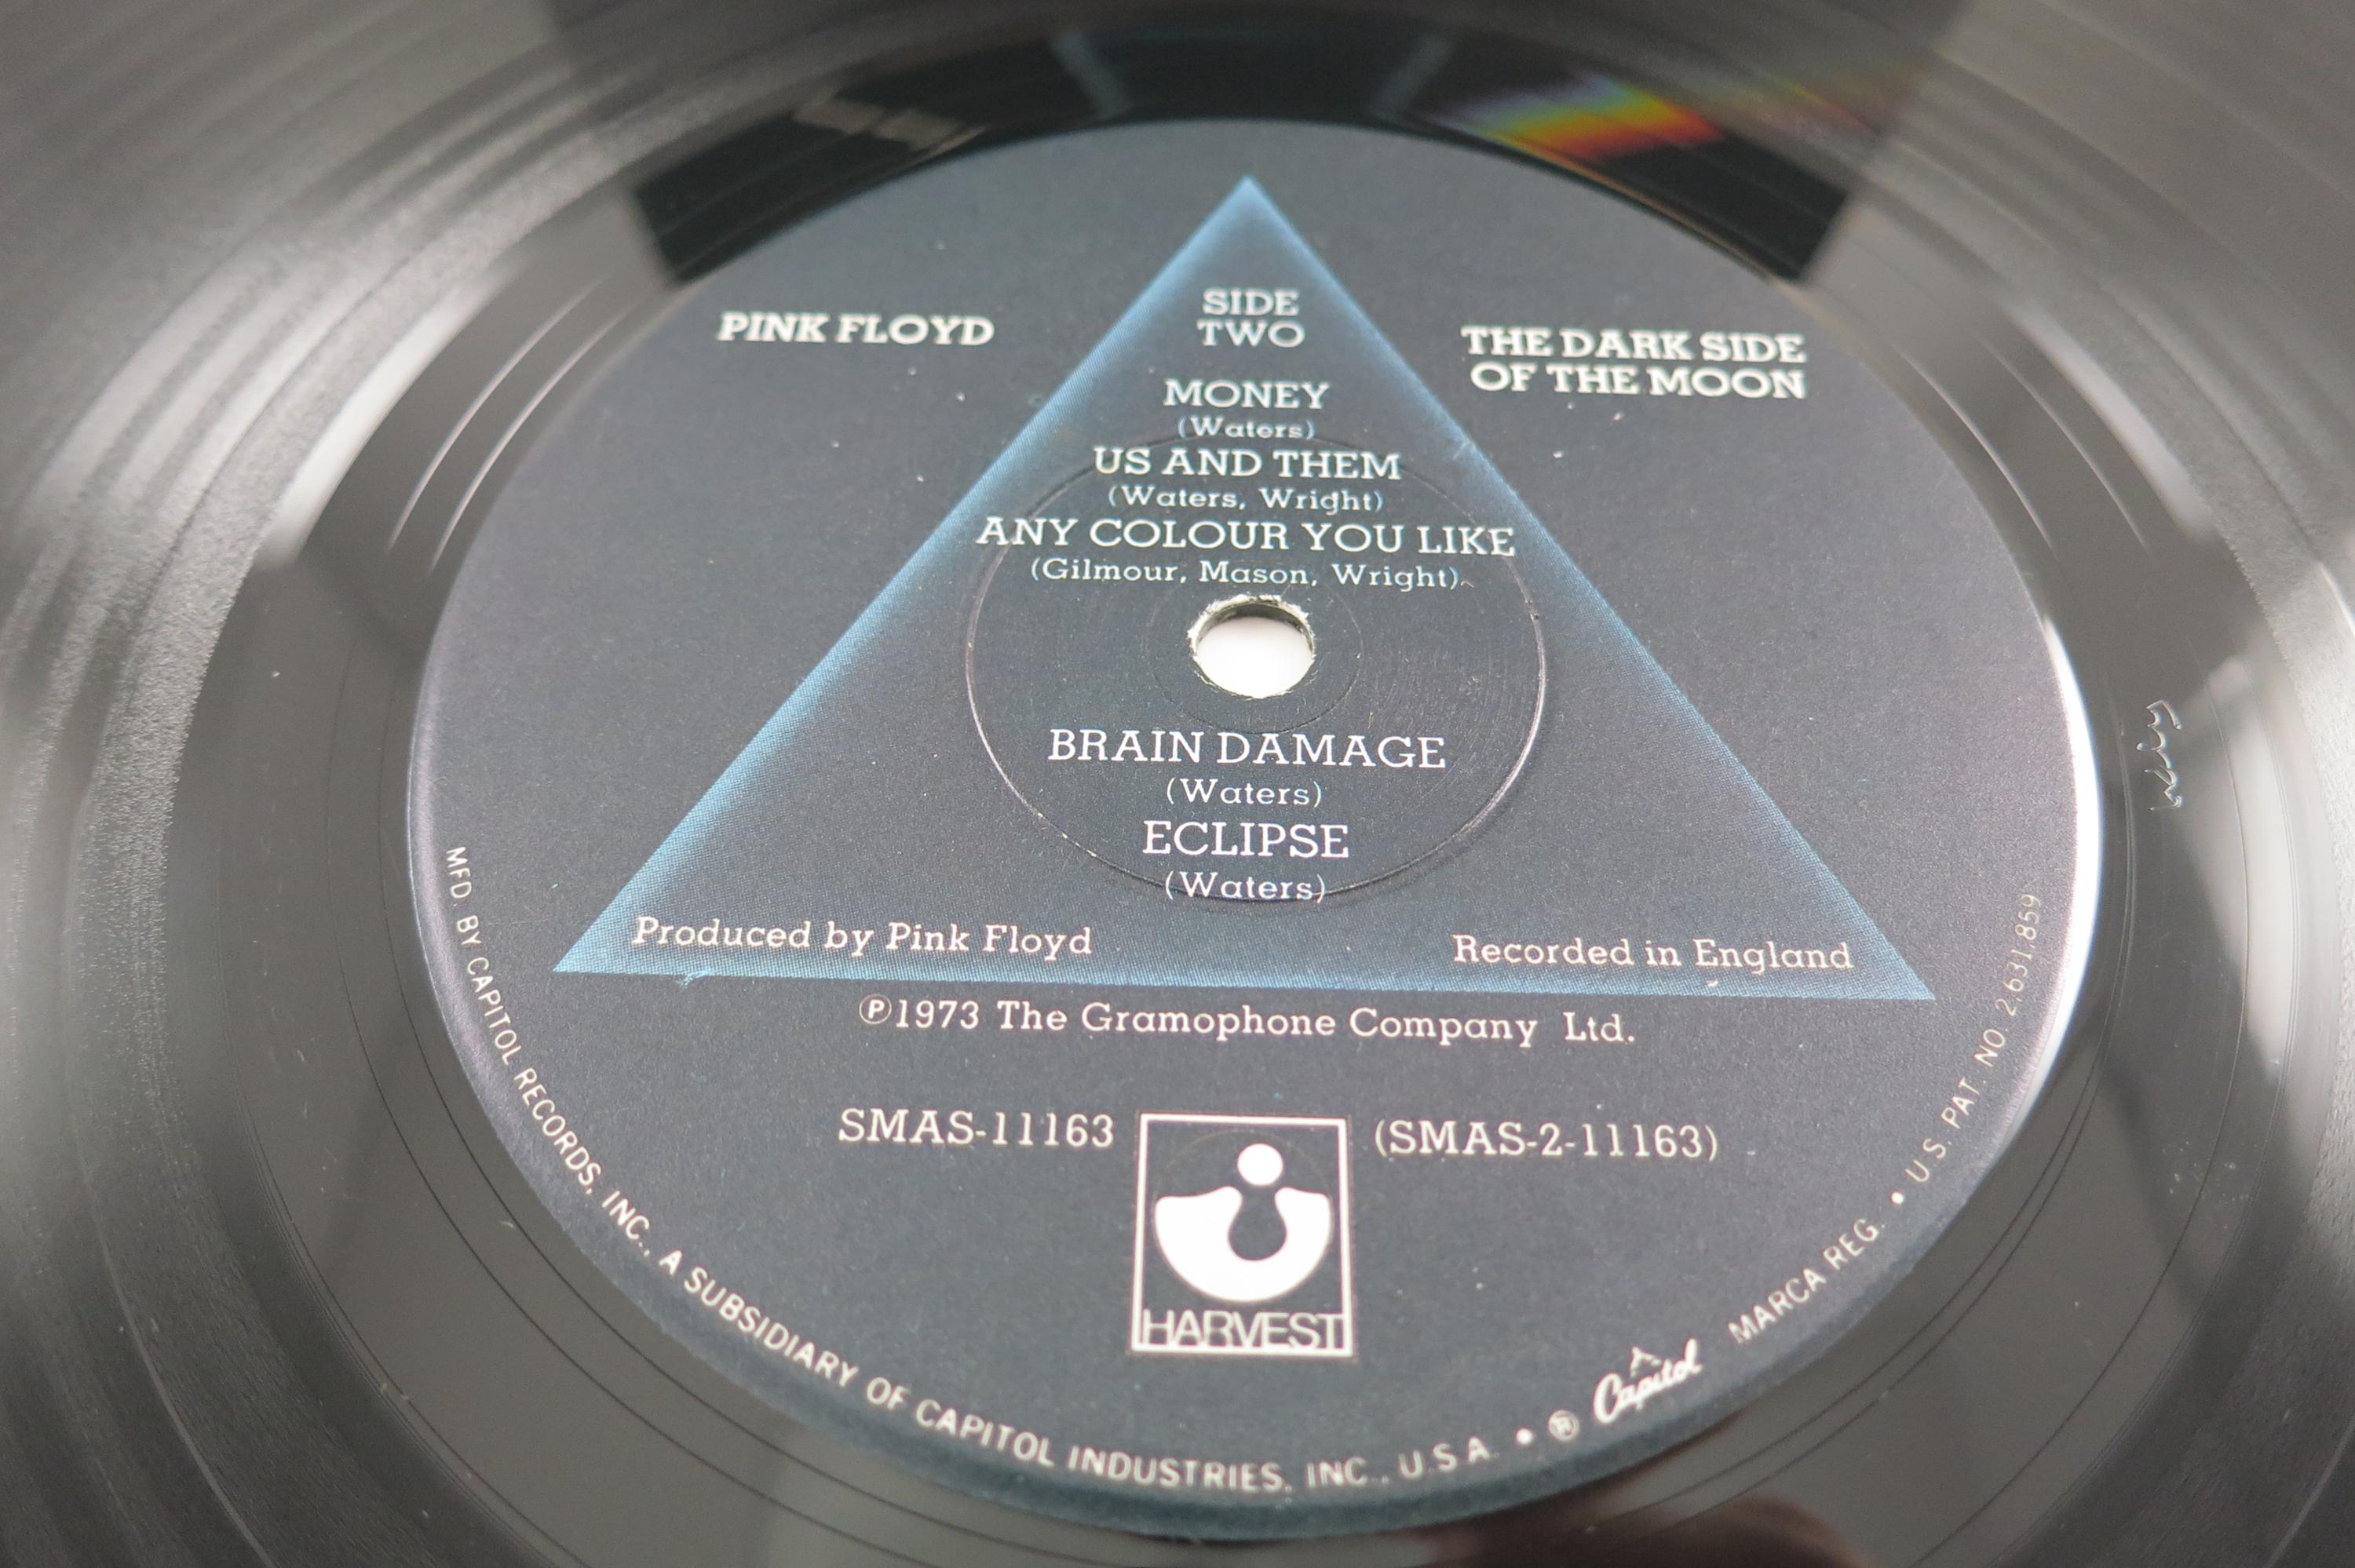 PINK FLOYD
SIDE
TWO
THE DARK SIDE
OF THE MOON
MONEY
(Waters)
US AND THEM
(Waters, Wright)
ANY COLOUR YOU LIKE
(Gilmour, Mason, Wright)
BRAIN DAMAGE
(Waters)
ECLIPSE
(Waters)
Produced by Pink Floyd
Recorded in England
Ⓟ1973 The Gramophone Company Ltd.
SMAS-11163
(SMAS-2-11163)
HARVEST
MFD. BY CAPITOL RECORDS, INC., A SUBSIDIARY OF CAPITOL INDUSTRIES, INC., U.S.A. • ® Capitol MARCA REG. • U.S. PAT. NO. 2,631,859